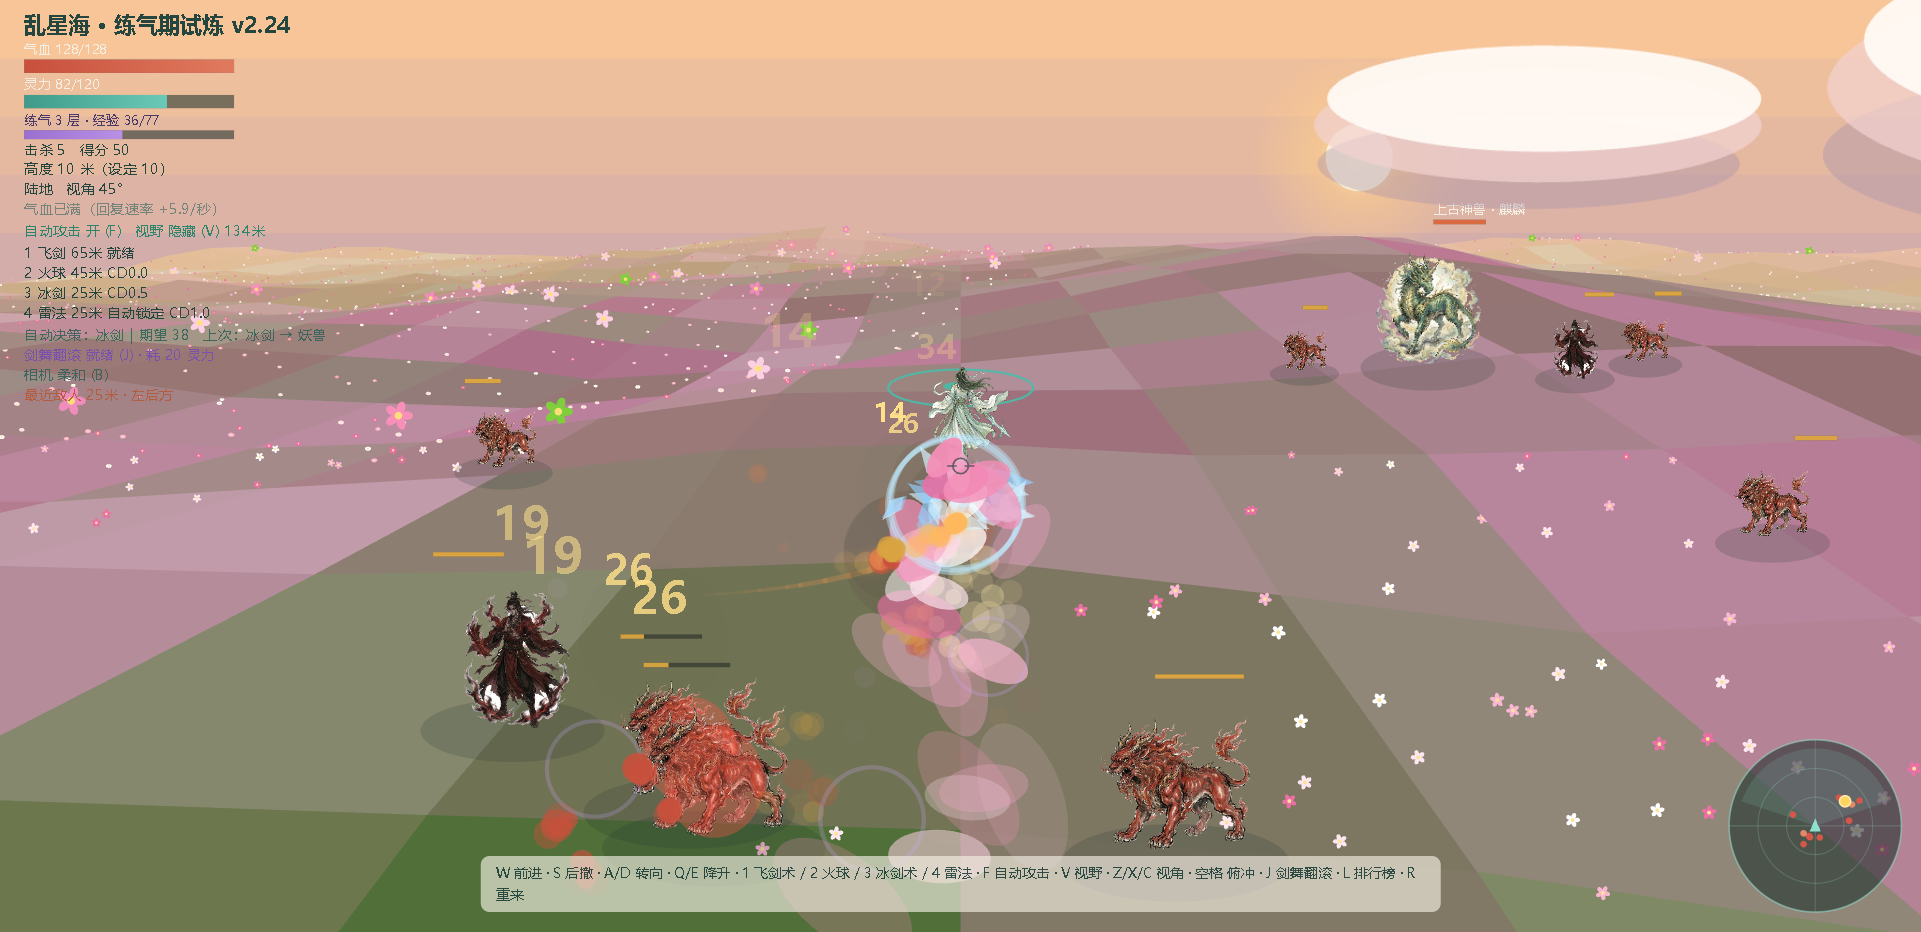 乱星海·练气期试炼 v2.24
气血 128/128
灵力 82/120
练气 3 层·经验 36/77
击杀 5 得分 50
高度 10 米（设定 10）
陆地 视角 45°
气血已满（回复速率 +5.9/秒）
自动攻击 开 (F) 视野 隐藏 (V) 134米
1 飞剑 65米 就绪
2 火球 45米 CD0.0
3 冰剑 25米 CD0.5
4 雷法 25米 自动锁定 CD1.0
自动决策：冰剑 | 期望 38 上次：冰剑 → 妖兽
剑舞翻滚 就绪 (J)·耗 20 灵力
相机 柔和 (B)
最近敌人 25米·左后方
上古神兽·麒麟
12
14
34
14
26
19
19
26
26
W 前进·S 后撤·A/D 转向·Q/E 降升·1 飞剑术 / 2 火球 / 3 冰剑术 / 4 雷法·F 自动攻击·V 视野·Z/X/C 视角·空格 俯冲·J 剑舞翻滚·L 排行榜·R
重来